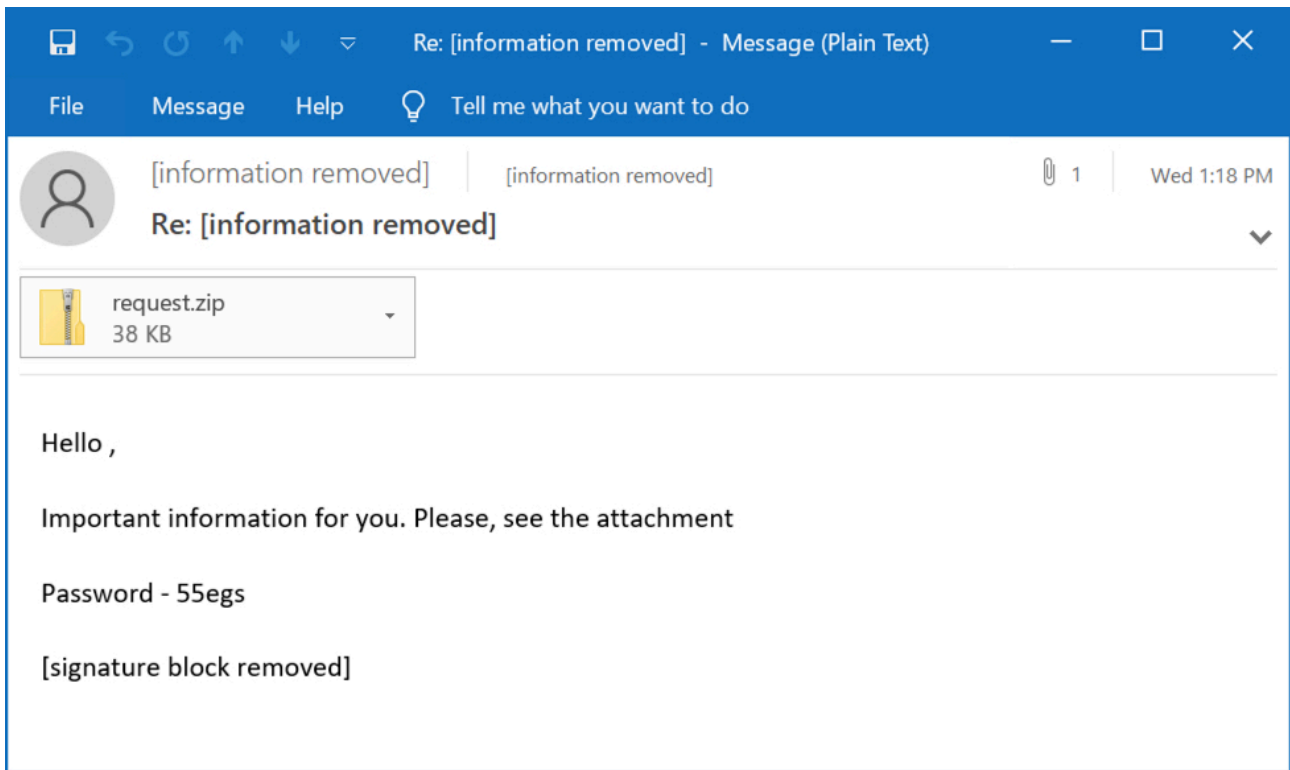 Re: [information removed] - Message (Plain Text)
File Message Help Tell me what you want to do
[information removed] [information removed] 1 Wed 1:18 PM
Re: [information removed]
request.zip
38 KB
Hello ,
Important information for you. Please, see the attachment
Password - 55egs
[signature block removed]